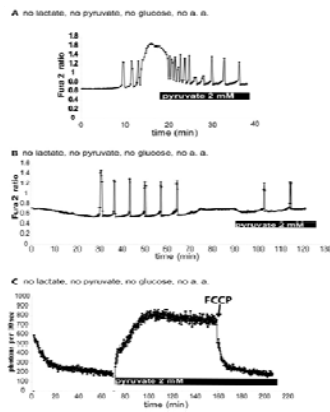 A no lactate, no pyruvate, no glucose, no a. a.
Fura 2 ratio
1.8
1.6
1.4
1.2
1
0.8
0.6
0.4
pyruvate 2 mM
0 10 20 30 40
time (min)
B no lactate, no pyruvate, no glucose, no a. a.
Fura 2 ratio
1.6
1.4
1.2
1
0.8
0.6
0.4
0.2
0
pyruvate 2 mM
0 10 20 30 40 50 60 70 80 90 100 110 120 130
time (min)
C no lactate, no pyruvate, no glucose, no a. a.
photons per 20sec
1000
900
800
700
600
500
400
300
200
100
0
FCCP
pyruvate 2 mM
0 20 40 60 80 100 120 140 160 180 200 220
time (min)